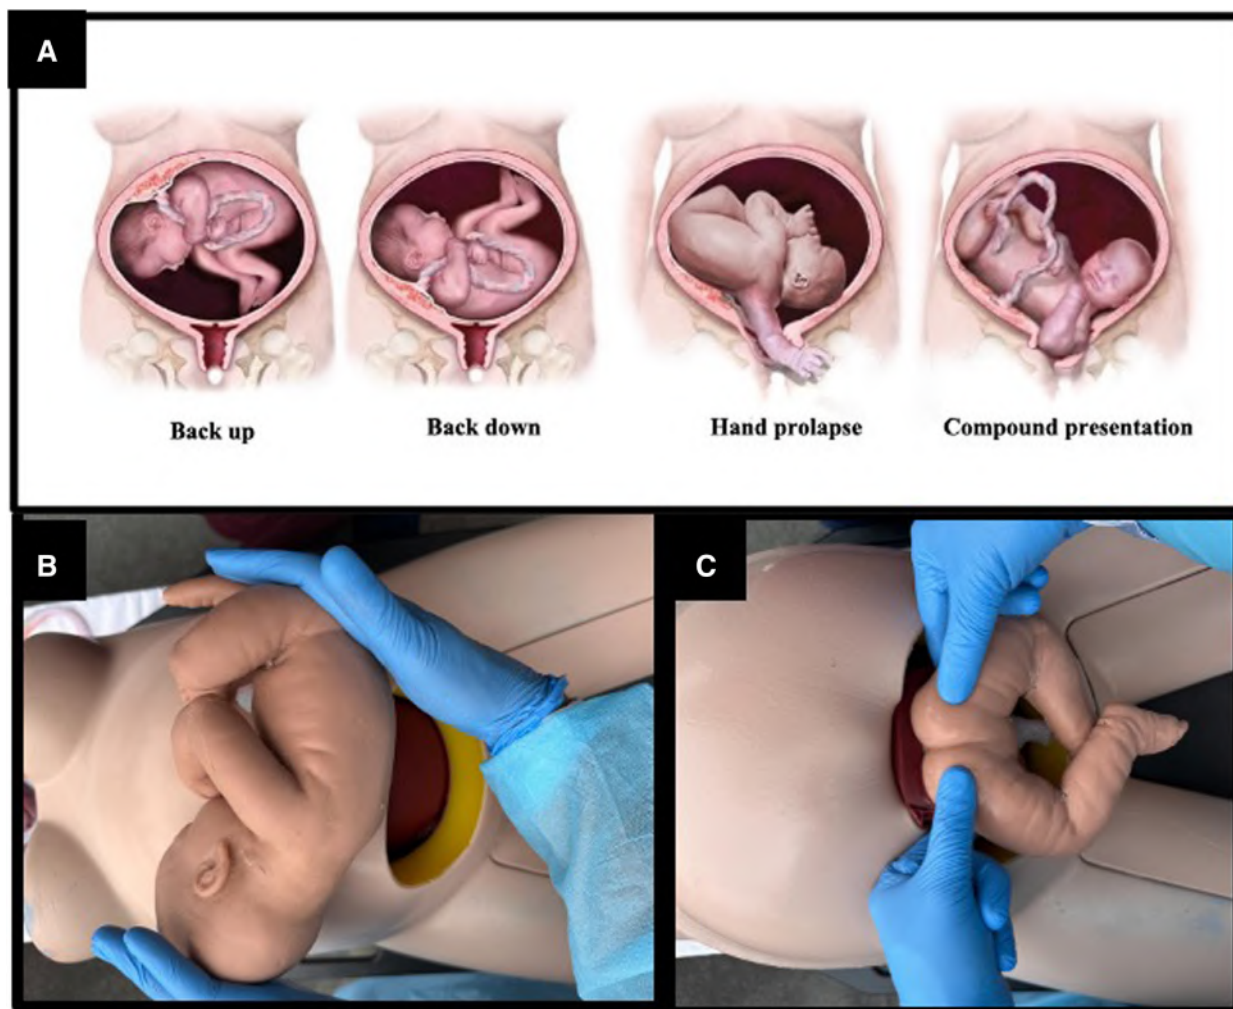 A
Back up
Back down
Hand prolapse
Compound presentation
B
C